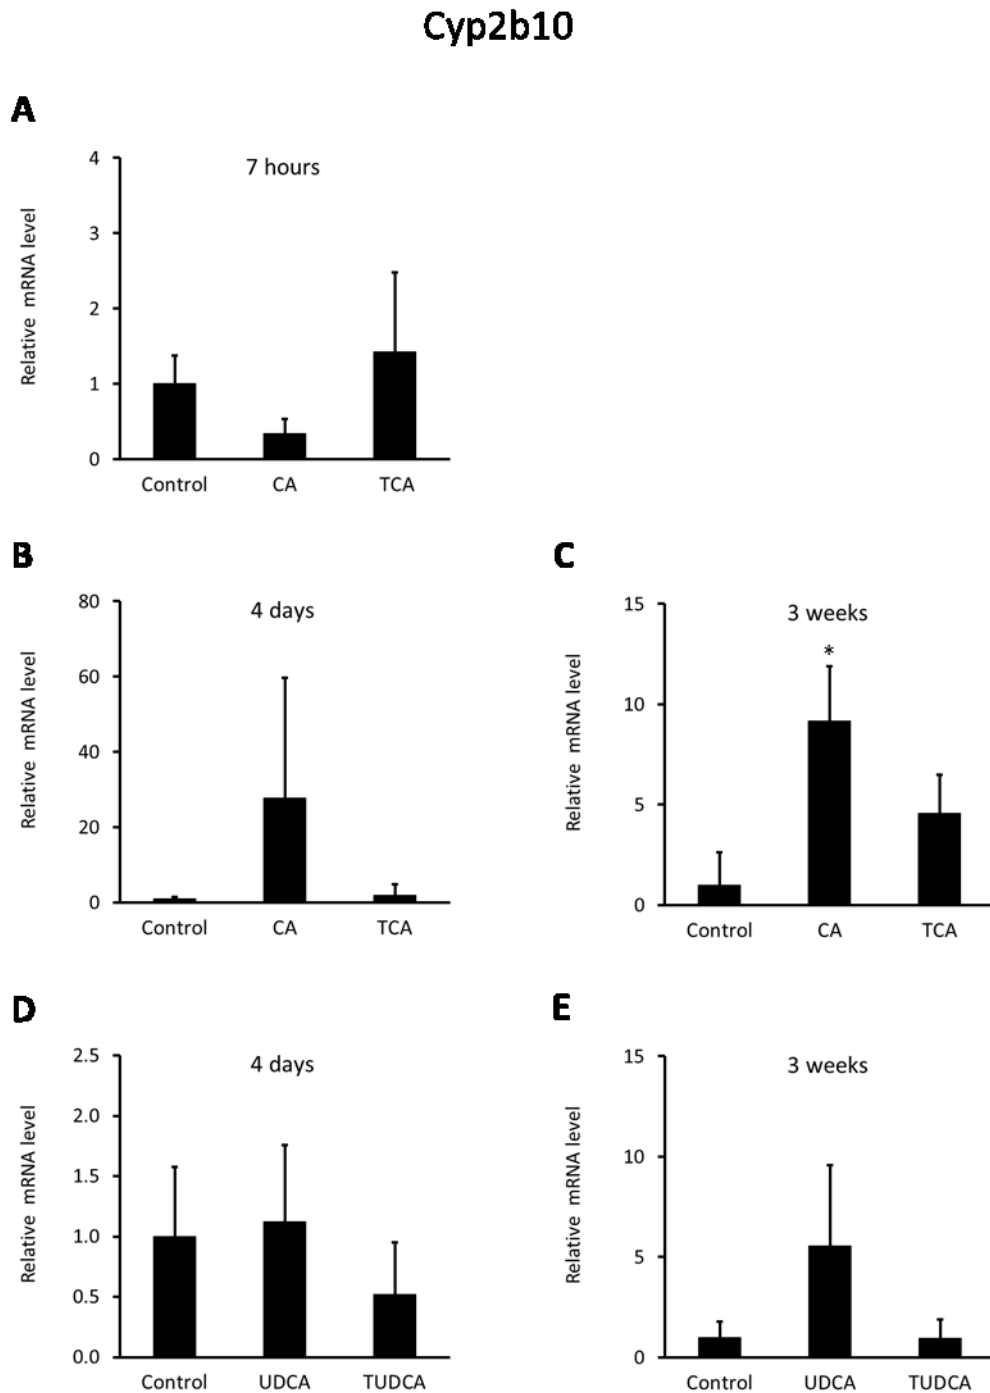 Cyp2b10
A
7 hours
Relative mRNA level
4
3
2
1
0
Control CA TCA
B
4 days
Relative mRNA level
80
60
40
20
0
Control CA TCA
C
3 weeks
Relative mRNA level
15
10
5
0
*
Control CA TCA
D
4 days
Relative mRNA level
2.5
2.0
1.5
1.0
0.5
0.0
Control UDCA TUDCA
E
3 weeks
Relative mRNA level
15
10
5
0
Control UDCA TUDCA